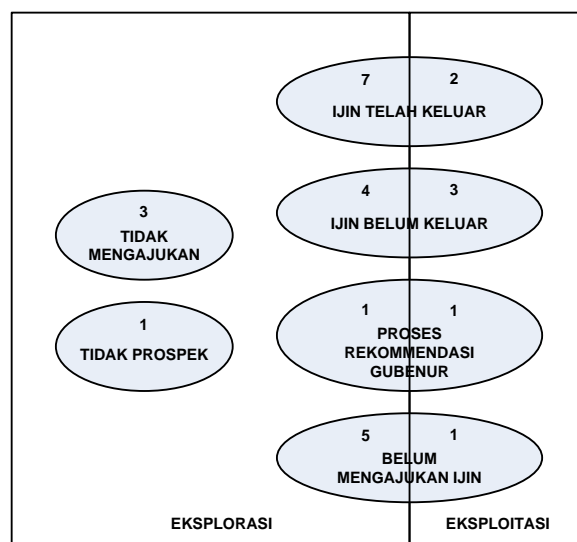 7 2
IJIN TELAH KELUAR
4 3
IJIN BELUM KELUAR
3
TIDAK
MENGAJUKAN
1 1
PROSES
REKOMMENDASI
GUBENUR
1
TIDAK PROSPEK
5 1
BELUM
MENGAJUKAN IJIN
EKSPLORASI EKSPLOITASI